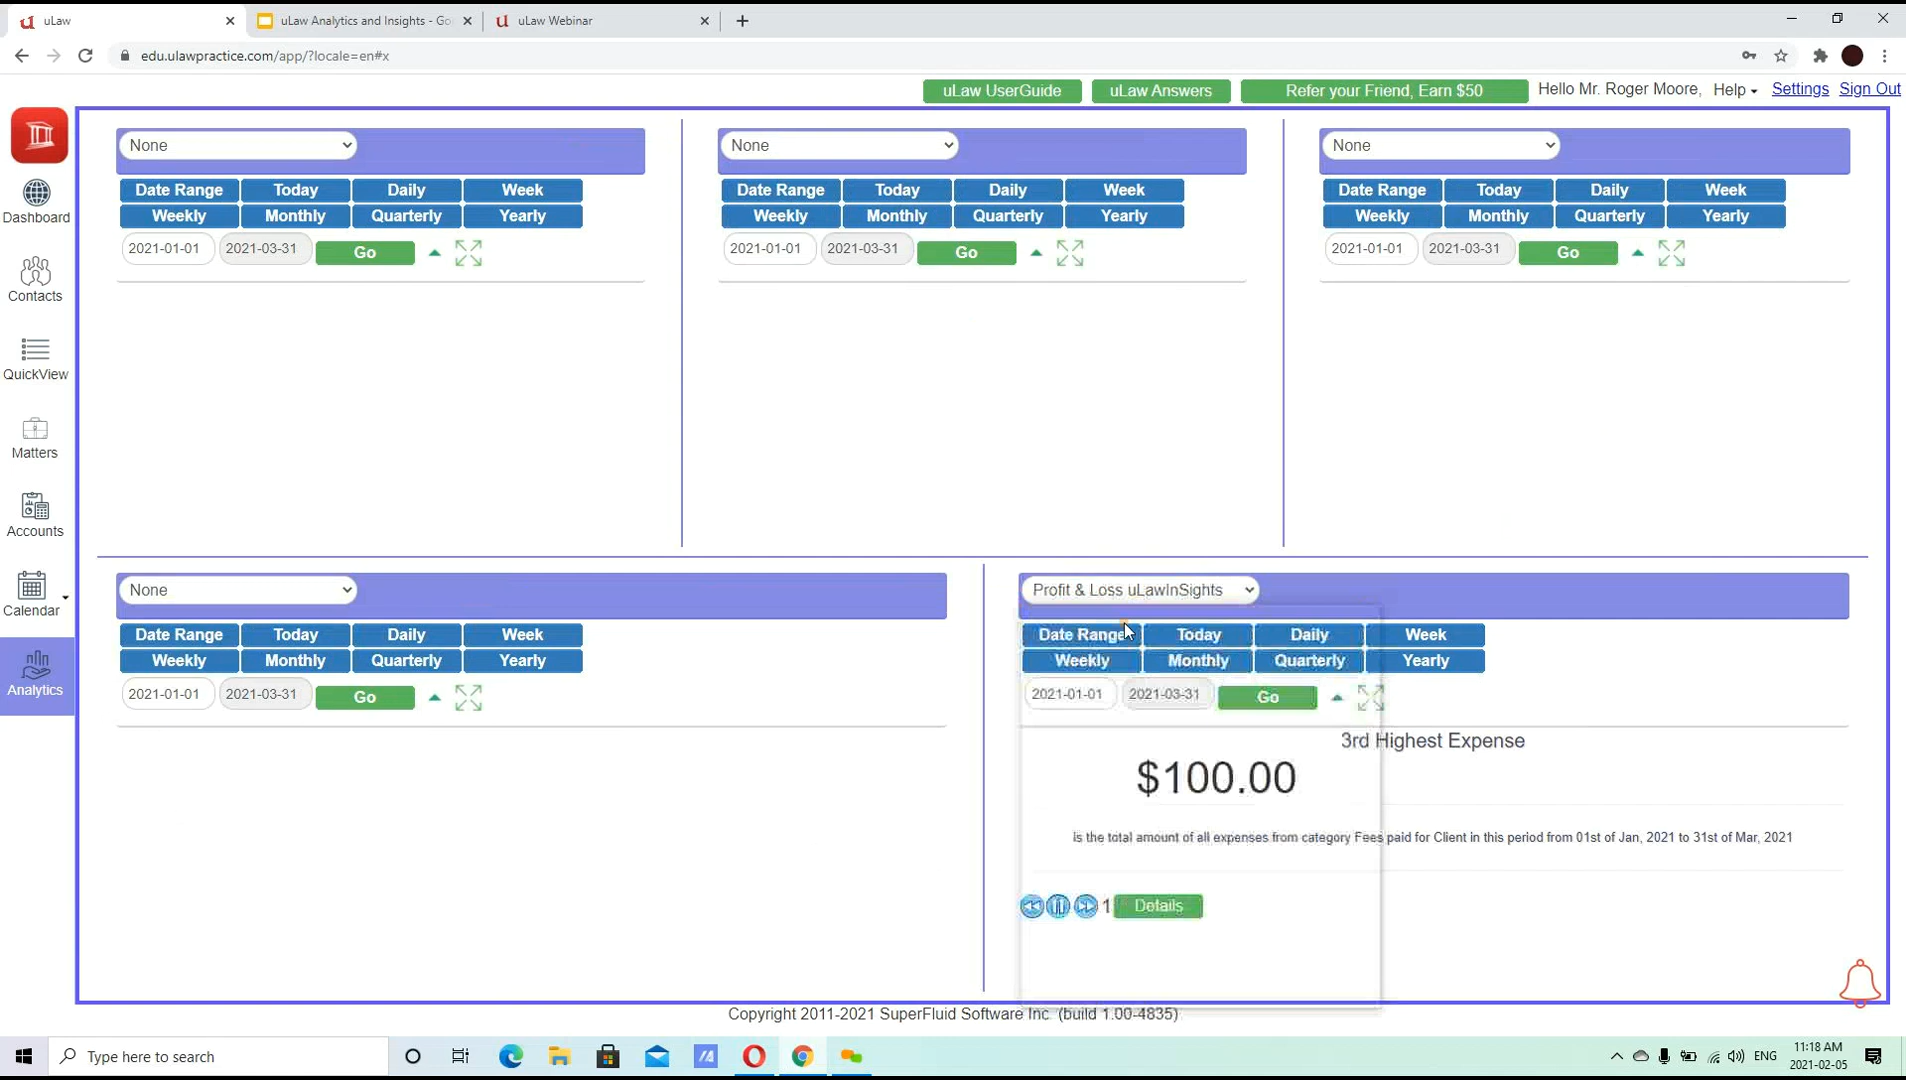 uLaw
uLaw Analytics and Insights - Go
uLaw Webinar
edu.ulawpractice.com/app/?locale=en#x
uLaw UserGuide
uLaw Answers
Refer your Friend, Earn $50
Hello Mr. Roger Moore,
Help
Settings
Sign Out
Dashboard
Contacts
QuickView
Matters
Accounts
Calendar
Analytics
None
Date Range Today Daily Week
Weekly Monthly Quarterly Yearly
2021-01-01 2021-03-31 Go
None
Date Range Today Daily Week
Weekly Monthly Quarterly Yearly
2021-01-01 2021-03-31 Go
None
Date Range Today Daily Week
Weekly Monthly Quarterly Yearly
2021-01-01 2021-03-31 Go
None
Date Range Today Daily Week
Weekly Monthly Quarterly Yearly
2021-01-01 2021-03-31 Go
Profit & Loss uLawInSights
Date Range Today Daily Week
Weekly Monthly Quarterly Yearly
2021-01-01 2021-03-31 Go
3rd Highest Expense
$100.00
is the total amount of all expenses from category Fees paid for Client in this period from 01st of Jan, 2021 to 31st of Mar, 2021
1 Details
Copyright 2011-2021 SuperFluid Software Inc. (build 1.00-4835)
Type here to search
ENG
11:18 AM
2021-02-05